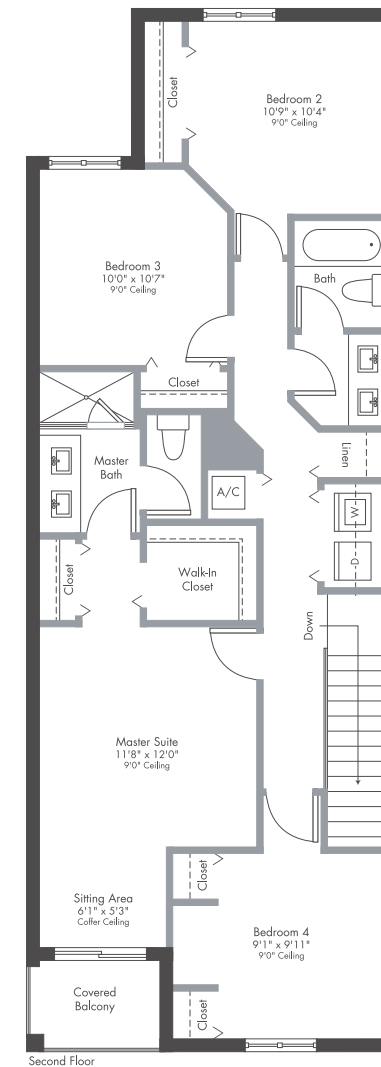 Closet
Bedroom 2
10'9" x 10'4"
9'0" Ceiling
Bedroom 3
10'0" x 10'7"
9'0" Ceiling
Bath
Closet
Master
Bath
Linen
A/C
W
D
Closet
Walk-In
Closet
Down
Master Suite
11'8" x 12'0"
9'0" Ceiling
Closet
Sitting Area
6'1" x 5'3"
Coffer Ceiling
Bedroom 4
9'1" x 9'11"
9'0" Ceiling
Covered
Balcony
Closet
Second Floor